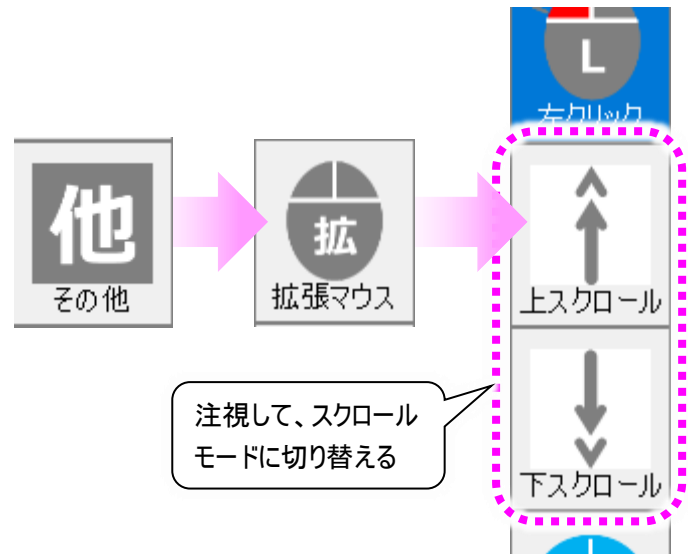 他
その他
拡
拡張マウス
L
左クリック
上スクロール
下スクロール
注視して、スクロール
モードに切り替える